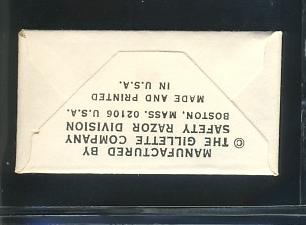 MANUFACTURED BY
© THE GILLETTE COMPANY
SAFETY RAZOR DIVISION
BOSTON, MASS. 02106 U.S.A.
MADE AND PRINTED
IN U.S.A.